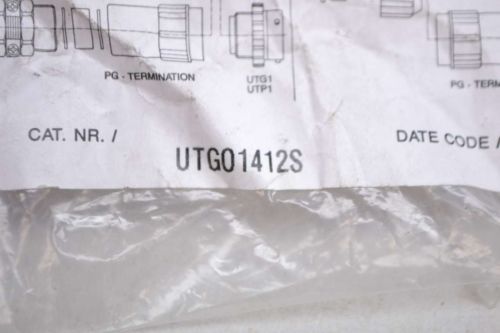 PG - TERMINATION
UTG1
UTP1
PG - TERM
CAT. NR. /
UTG01412S
DATE CODE /